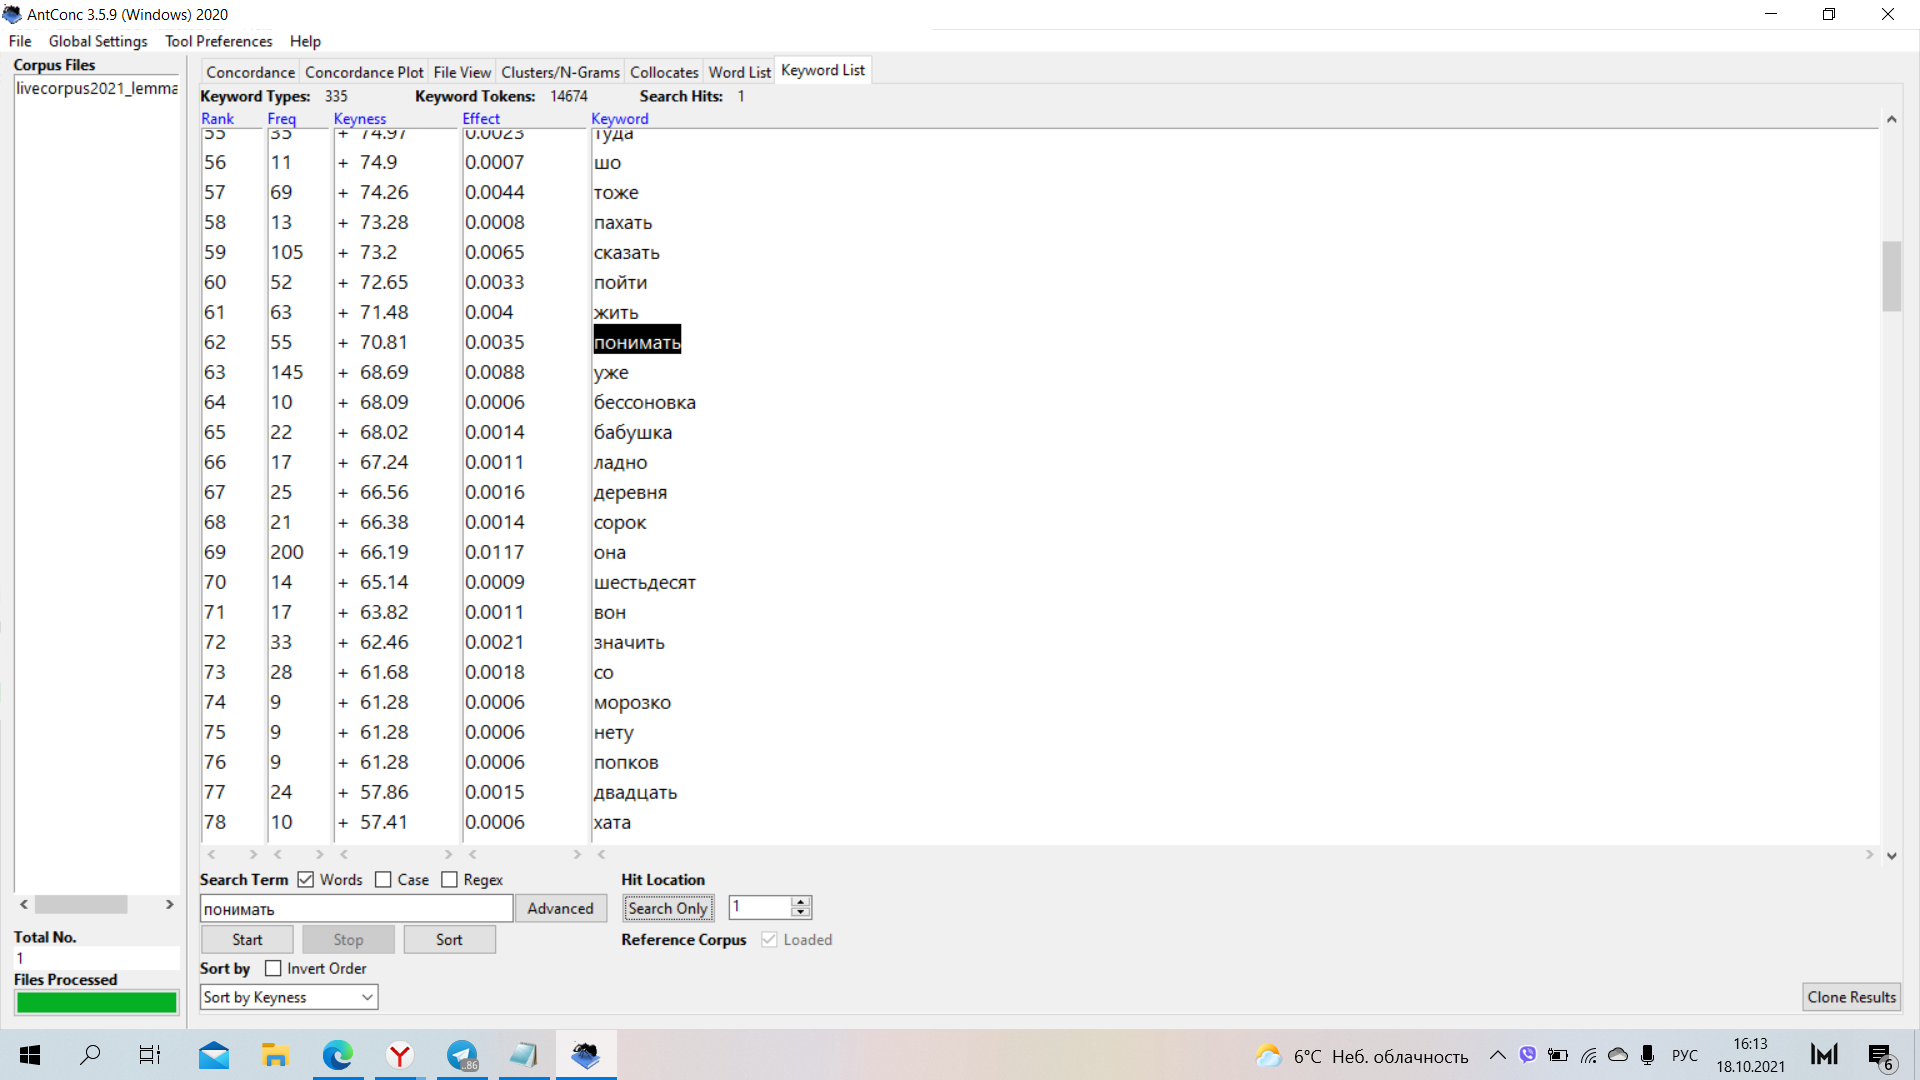 AntConc 3.5.9 (Windows) 2020
File Global Settings Tool Preferences Help
Corpus Files
livecorpus2021_lemma
Concordance Concordance Plot File View Clusters/N-Grams Collocates Word List Keyword List
Keyword Types: 335 Keyword Tokens: 14674 Search Hits: 1
Rank Freq Keyness Effect Keyword
55 35 + 74.97 0.0023 туда
56 11 + 74.9 0.0007 шо
57 69 + 74.26 0.0044 тоже
58 13 + 73.28 0.0008 пахать
59 105 + 73.2 0.0065 сказать
60 52 + 72.65 0.0033 пойти
61 63 + 71.48 0.004 жить
62 55 + 70.81 0.0035 понимать
63 145 + 68.69 0.0088 уже
64 10 + 68.09 0.0006 бессоновка
65 22 + 68.02 0.0014 бабушка
66 17 + 67.24 0.0011 ладно
67 25 + 66.56 0.0016 деревня
68 21 + 66.38 0.0014 сорок
69 200 + 66.19 0.0117 она
70 14 + 65.14 0.0009 шестьдесят
71 17 + 63.82 0.0011 вон
72 33 + 62.46 0.0021 значить
73 28 + 61.68 0.0018 со
74 9 + 61.28 0.0006 морозко
75 9 + 61.28 0.0006 нету
76 9 + 61.28 0.0006 попков
77 24 + 57.86 0.0015 двадцать
78 10 + 57.41 0.0006 хата
Search Term Words Case Regex Hit Location
понимать Advanced Search Only 1
Start Stop Sort Reference Corpus Loaded
Sort by Invert Order
Sort by Keyness
Total No.
1
Files Processed
Clone Results
86
6°C Неб. облачность РУС 16:13
18.10.2021
6